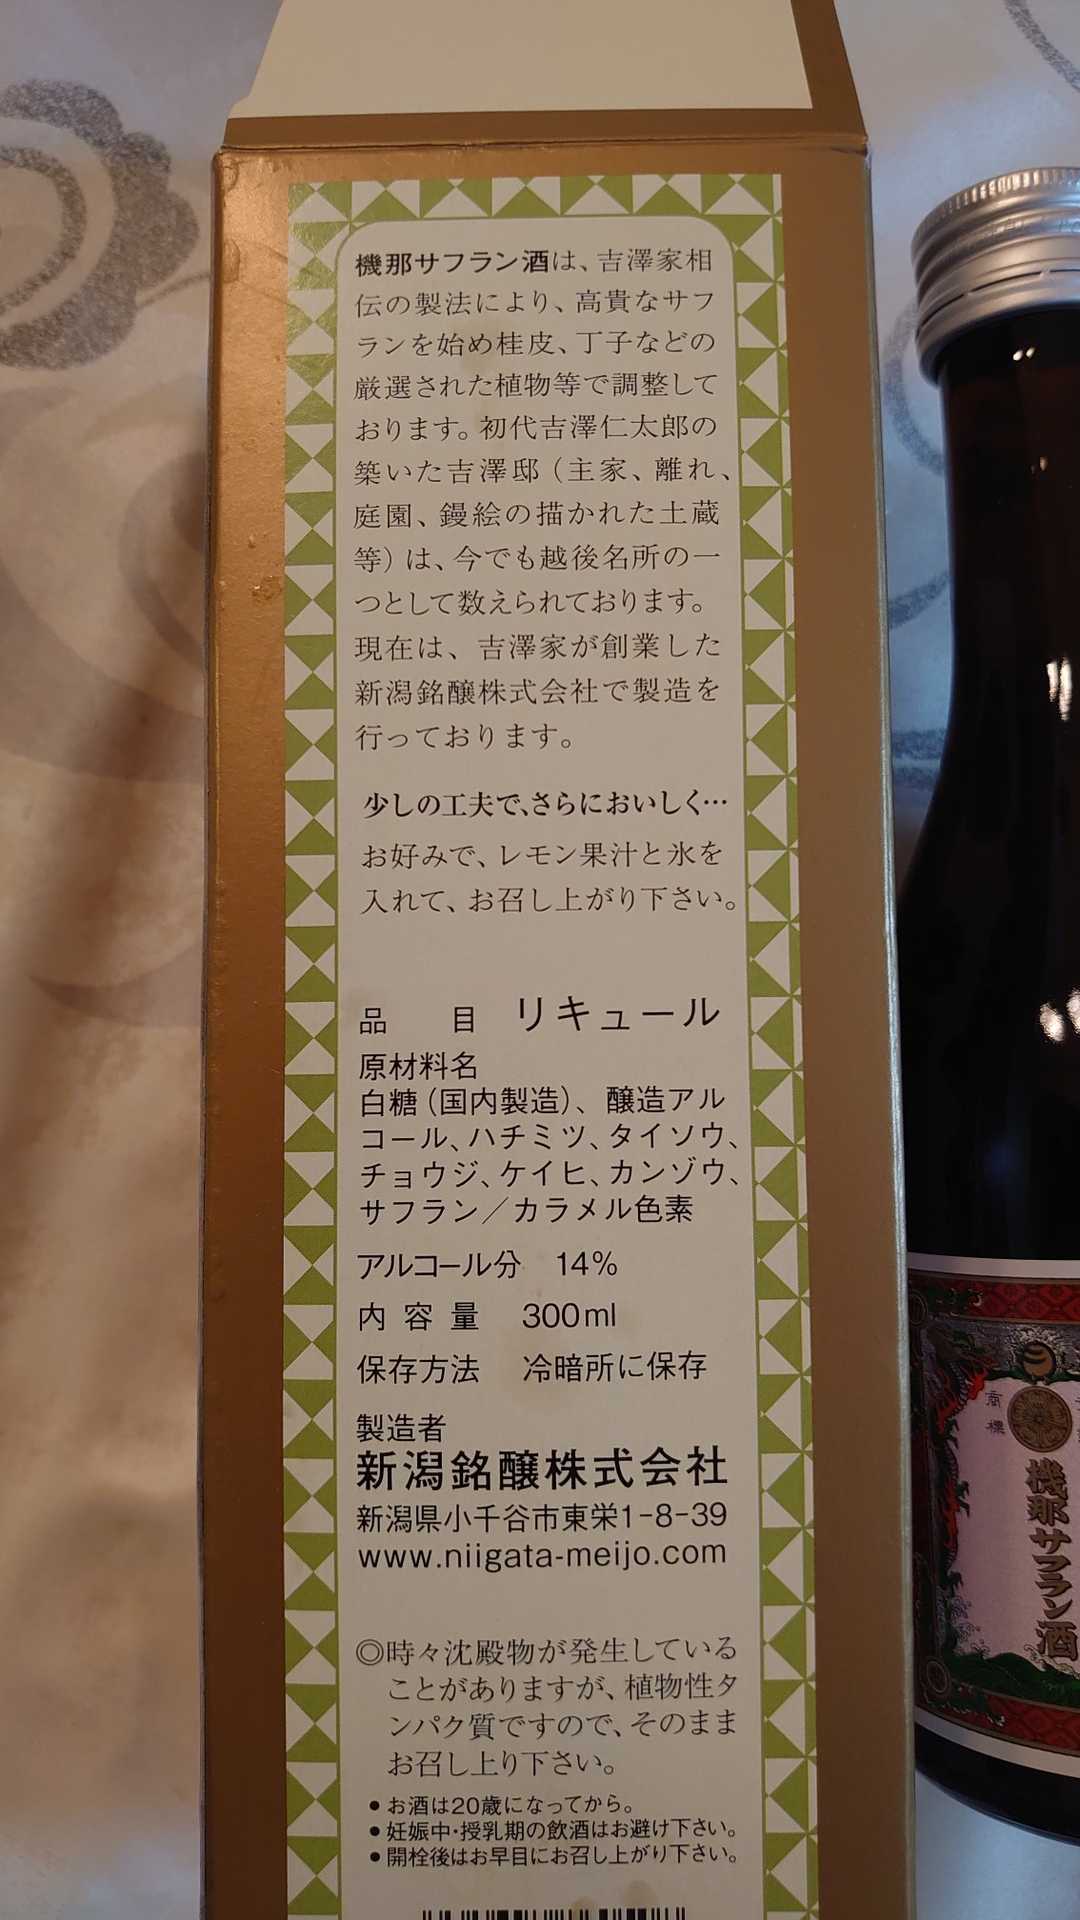 機那サフラン酒は、吉澤家相
伝の製法により、高貴なサフ
ランを始め桂皮、丁子などの
厳選された植物等で調整して
おります。初代吉澤仁太郎の
築いた吉澤邸（主家、離れ、
庭園、鏝絵の描かれた土蔵
等）は、今でも越後名所の一
つとして数えられております。
現在は、吉澤家が創業した
新潟銘醸株式会社で製造を
行っております。
少しの工夫で、さらにおいしく…
お好みで、レモン果汁と氷を
入れて、お召し上がり下さい。
品目 リキュール
原材料名
白糖（国内製造）、醸造アル
コール、ハチミツ、タイソウ、
チョウジ、ケイヒ、カンゾウ、
サフラン／カラメル色素
アルコール分 14%
内容量 300ml
保存方法 冷暗所に保存
製造者
新潟銘醸株式会社
新潟県小千谷市東栄1-8-39
www.niigata-meijo.com
◎時々沈殿物が発生している
ことがありますが、植物性タ
ンパク質ですので、そのまま
お召し上り下さい。
●お酒は20歳になってから。
●妊娠中・授乳期の飲酒はお避け下さい。
●開栓後はお早目にお召し上がり下さい。
商標
機那サフラン酒